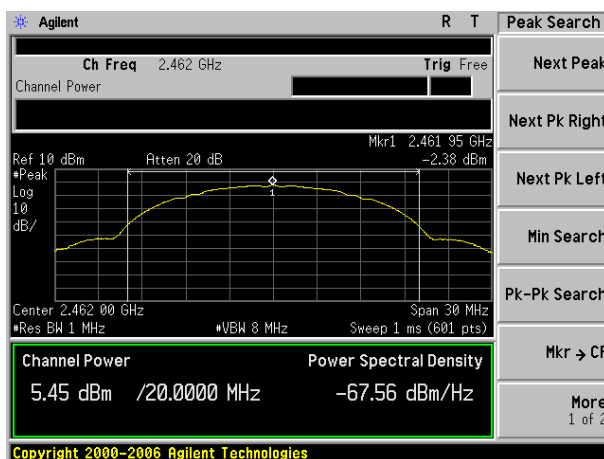 Agilent R T
Peak Search
Ch Freq 2.462 GHz Trig Free
Channel Power
Next Peak
Next Pk Right
Mkr1 2.461 95 GHz
Ref 10 dBm Atten 20 dB -2.38 dBm
#Peak
Log
10
dB/
1
Next Pk Left
Min Search
Pk-Pk Search
Center 2.462 00 GHz Span 30 MHz
#Res BW 1 MHz #VBW 8 MHz Sweep 1 ms (601 pts)
Channel Power Power Spectral Density
5.45 dBm /20.0000 MHz -67.56 dBm/Hz
Mkr → CF
More
1 of 2
Copyright 2000-2006 Agilent Technologies